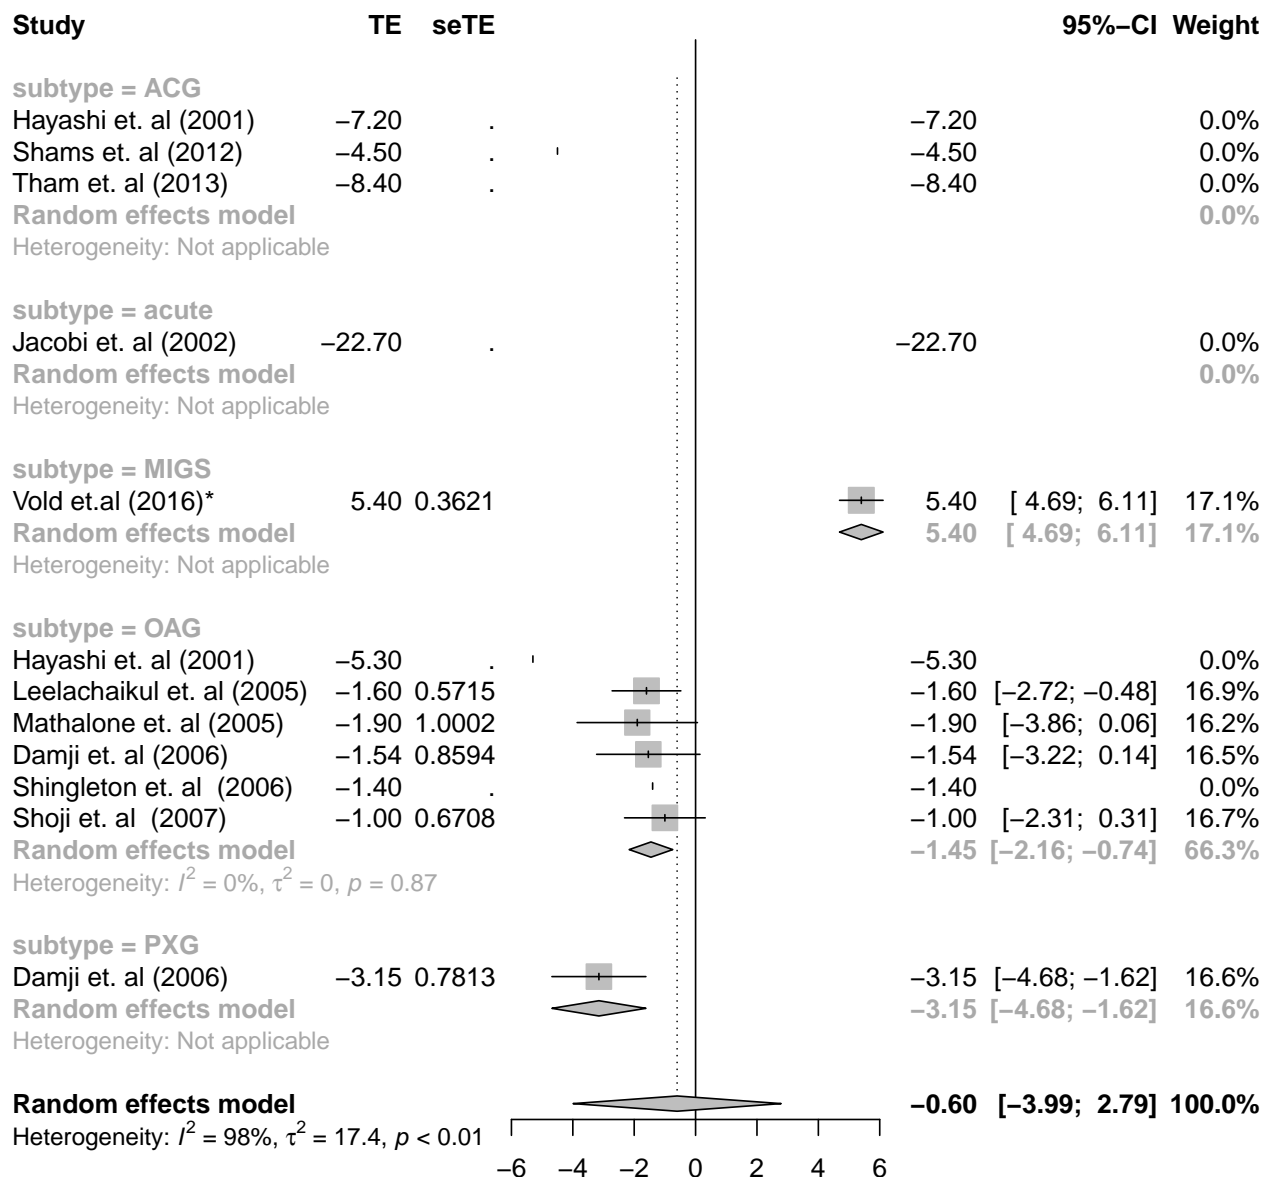 Study TE seTE 95%−CI Weight
subtype = ACG
Hayashi et. al (2001) −7.20 . −7.20 0.0%
Shams et. al (2012) −4.50 . −4.50 0.0%
Tham et. al (2013) −8.40 . −8.40 0.0%
Random effects model 0.0%
Heterogeneity: Not applicable
subtype = acute
Jacobi et. al (2002) −22.70 . −22.70 0.0%
Random effects model 0.0%
Heterogeneity: Not applicable
subtype = MIGS
Vold et.al (2016)* 5.40 0.3621 5.40 [ 4.69; 6.11] 17.1%
Random effects model 5.40 [ 4.69; 6.11] 17.1%
Heterogeneity: Not applicable
subtype = OAG
Hayashi et. al (2001) −5.30 . −5.30 0.0%
Leelachaikul et. al (2005) −1.60 0.5715 −1.60 [−2.72; −0.48] 16.9%
Mathalone et. al (2005) −1.90 1.0002 −1.90 [−3.86; 0.06] 16.2%
Damji et. al (2006) −1.54 0.8594 −1.54 [−3.22; 0.14] 16.5%
Shingleton et. al (2006) −1.40 . −1.40 0.0%
Shoji et. al (2007) −1.00 0.6708 −1.00 [−2.31; 0.31] 16.7%
Random effects model −1.45 [−2.16; −0.74] 66.3%
Heterogeneity: I² = 0%, τ² = 0, p = 0.87
subtype = PXG
Damji et. al (2006) −3.15 0.7813 −3.15 [−4.68; −1.62] 16.6%
Random effects model −3.15 [−4.68; −1.62] 16.6%
Heterogeneity: Not applicable
Random effects model −0.60 [−3.99; 2.79] 100.0%
Heterogeneity: I² = 98%, τ² = 17.4, p < 0.01
−6 −4 −2 0 2 4 6